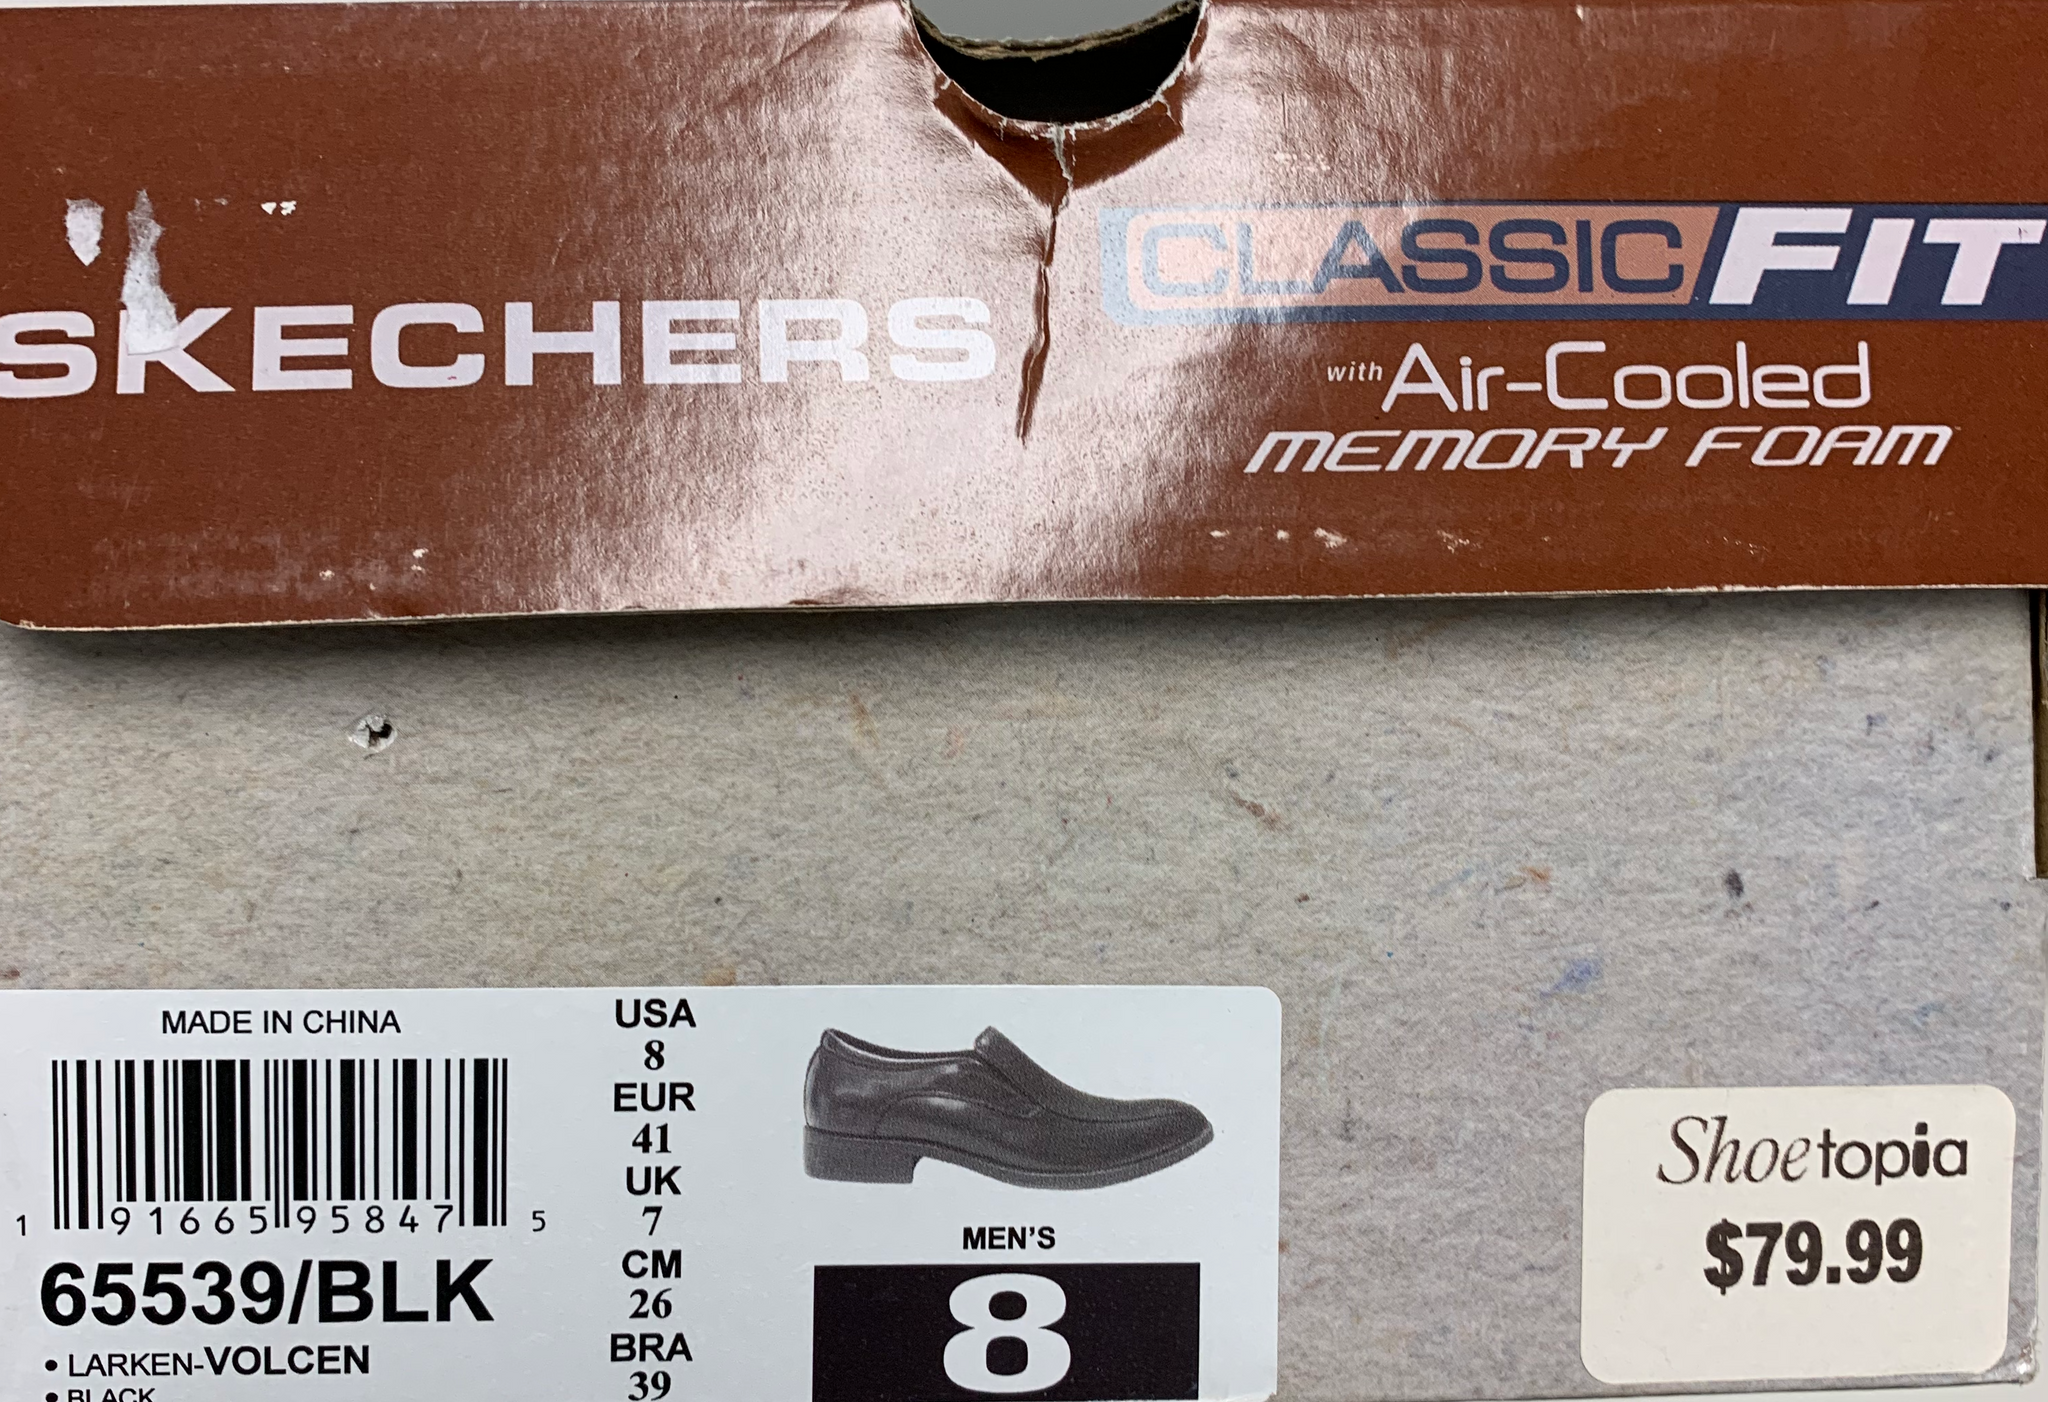 SKECHERS
CLASSIC FIT
with Air-Cooled
MEMORY FOAM
MADE IN CHINA
1 91665 95847 5
65539/BLK
• LARKEN-VOLCEN
• BLACK
USA
8
EUR
41
UK
7
CM
26
BRA
39
MEN'S
8
Shoetopia
$79.99